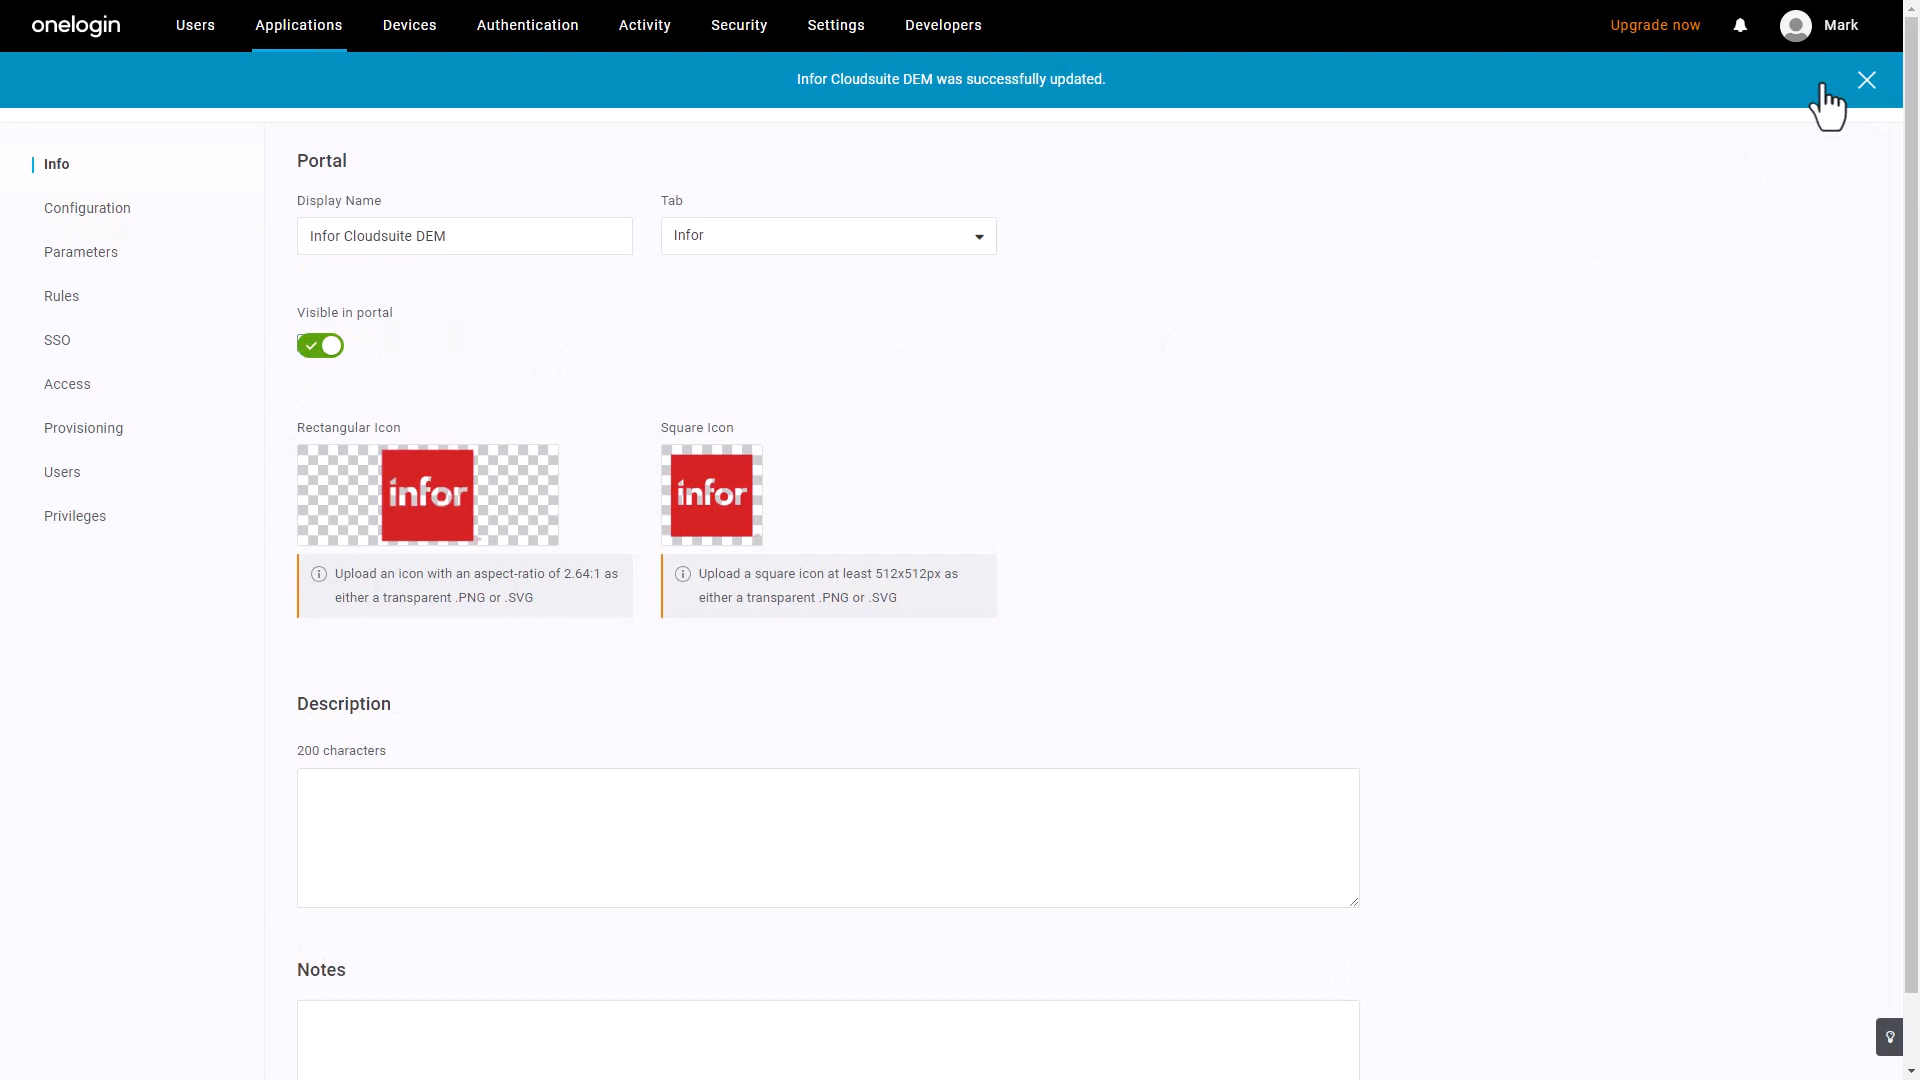 onelogin
Users
Applications
Devices
Authentication
Activity
Security
Settings
Developers
Upgrade now
Mark
Infor Cloudsuite DEM was successfully updated.
Info
Configuration
Parameters
Rules
SSO
Access
Provisioning
Users
Privileges
Portal
Display Name
Tab
Infor Cloudsuite DEM
Infor
Visible in portal
Rectangular Icon
Square Icon
infor
infor
Upload an icon with an aspect-ratio of 2.64:1 as
either a transparent .PNG or .SVG
Upload a square icon at least 512x512px as
either a transparent .PNG or .SVG
Description
200 characters
Notes